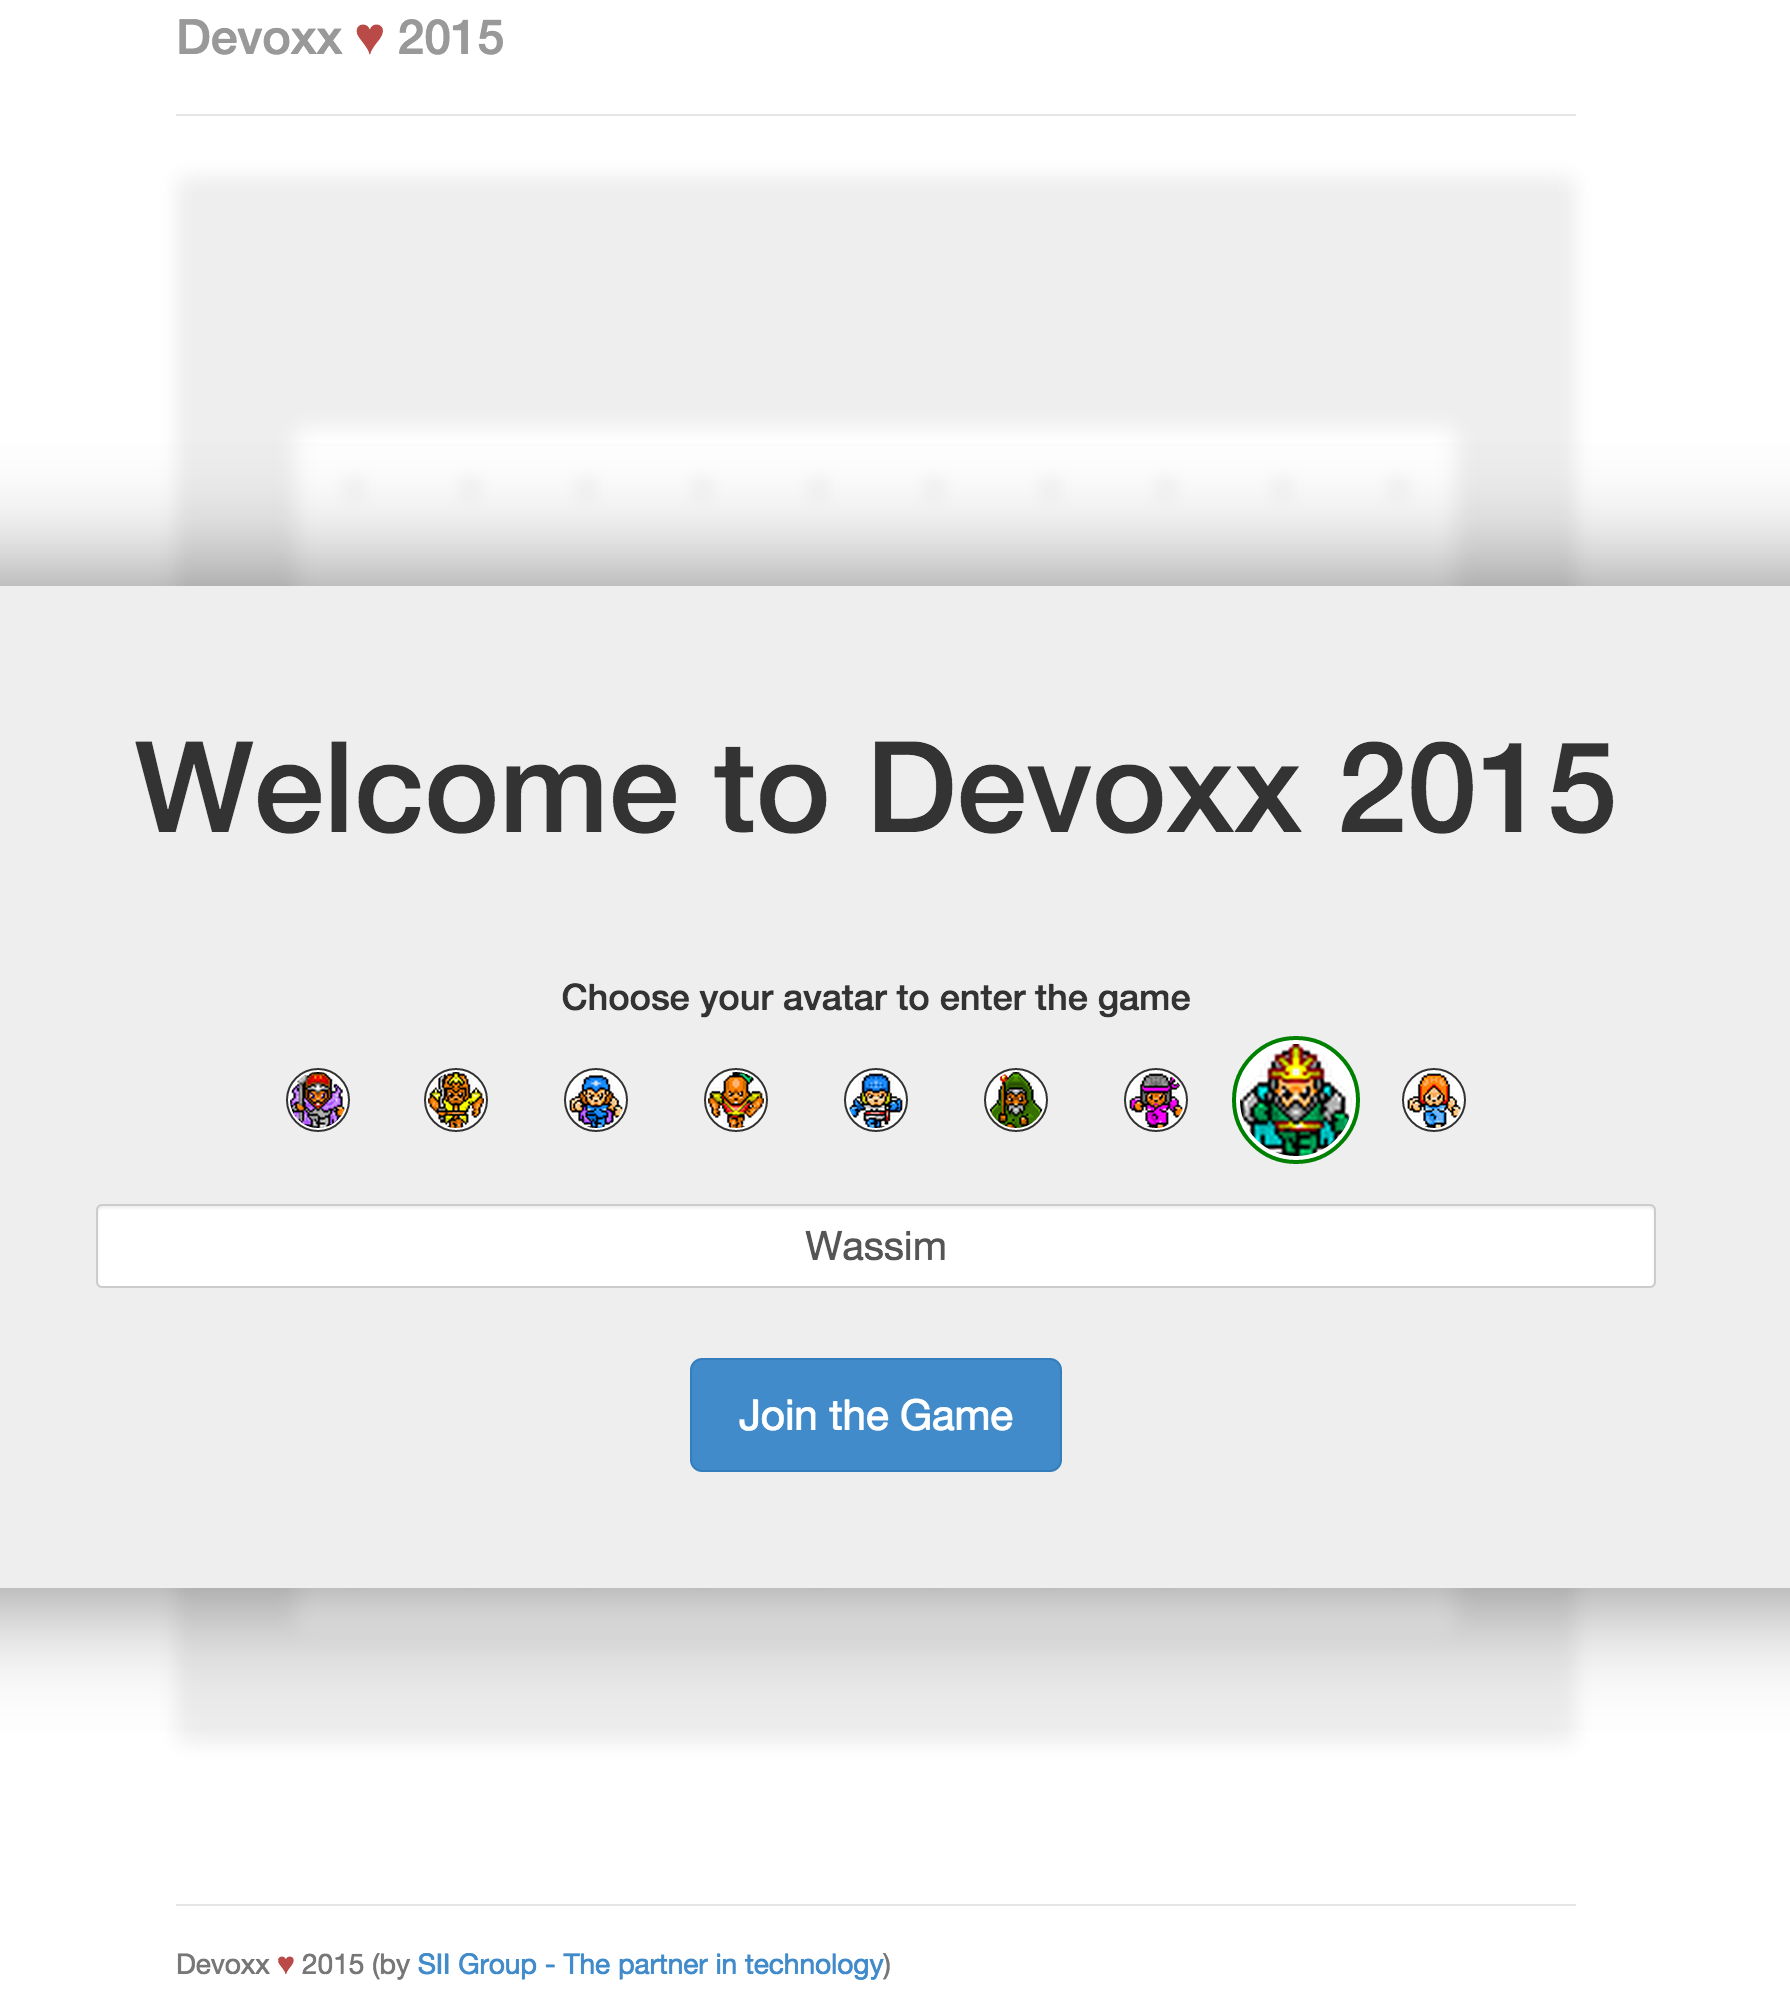 Devoxx ♥ 2015
Welcome to Devoxx 2015
Choose your avatar to enter the game
Wassim
Join the Game
Devoxx ♥ 2015 (by SII Group - The partner in technology)